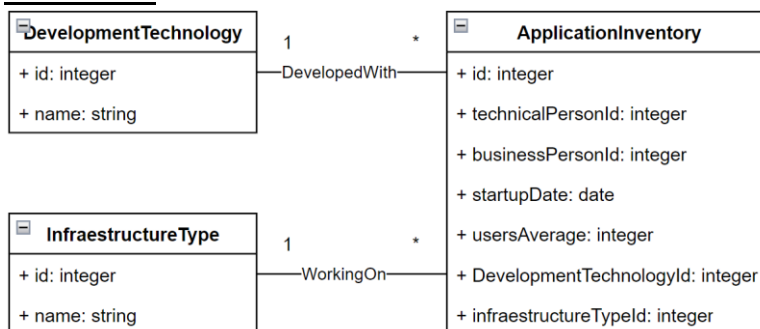 DevelopmentTechnology
+ id: integer
+ name: string
1
*
DevelopedWith
ApplicationInventory
+ id: integer
+ technicalPersonId: integer
+ businessPersonId: integer
+ startupDate: date
+ usersAverage: integer
+ DevelopmentTechnologyId: integer
+ infraestructureTypeId: integer
InfraestructureType
+ id: integer
+ name: string
1
*
WorkingOn